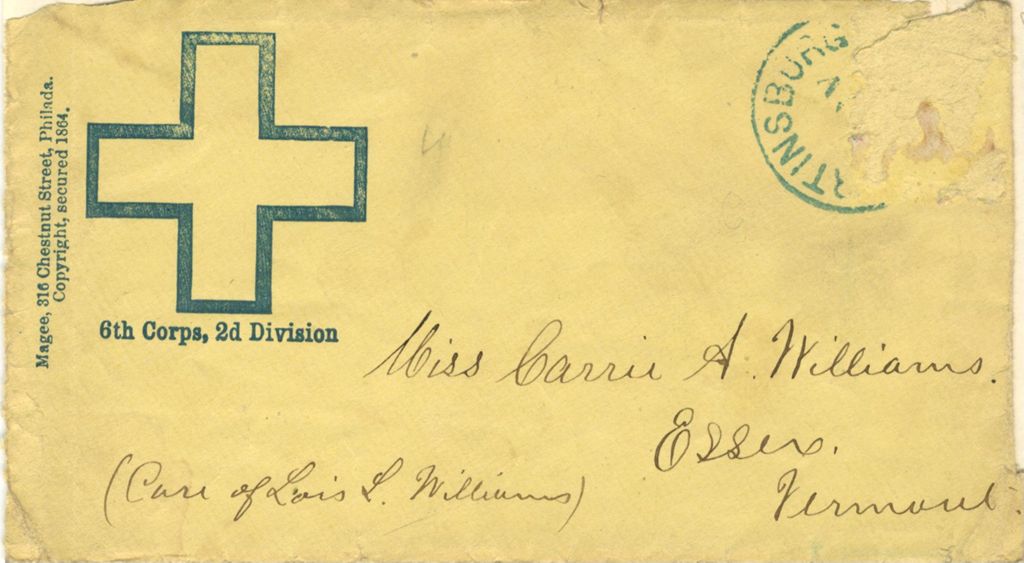 Magee, 316 Chestnut Street, Philada.
Copyright, secured 1864.
6th Corps, 2d Division
RTINSBURG
Miss Carrie A. Williams.
Essex.
Vermont.
(Care of Lois L. Williams)